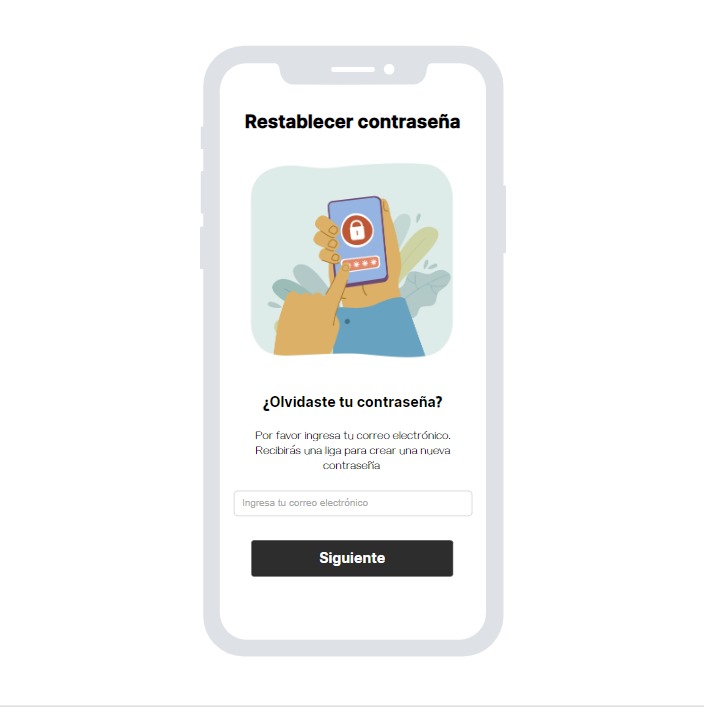 Restablecer contraseña
****
¿Olvidaste tu contraseña?
Por favor ingresa tu correo electrónico.
Recibirás una liga para crear una nueva
contraseña
Ingresa tu correo electrónico
Siguiente